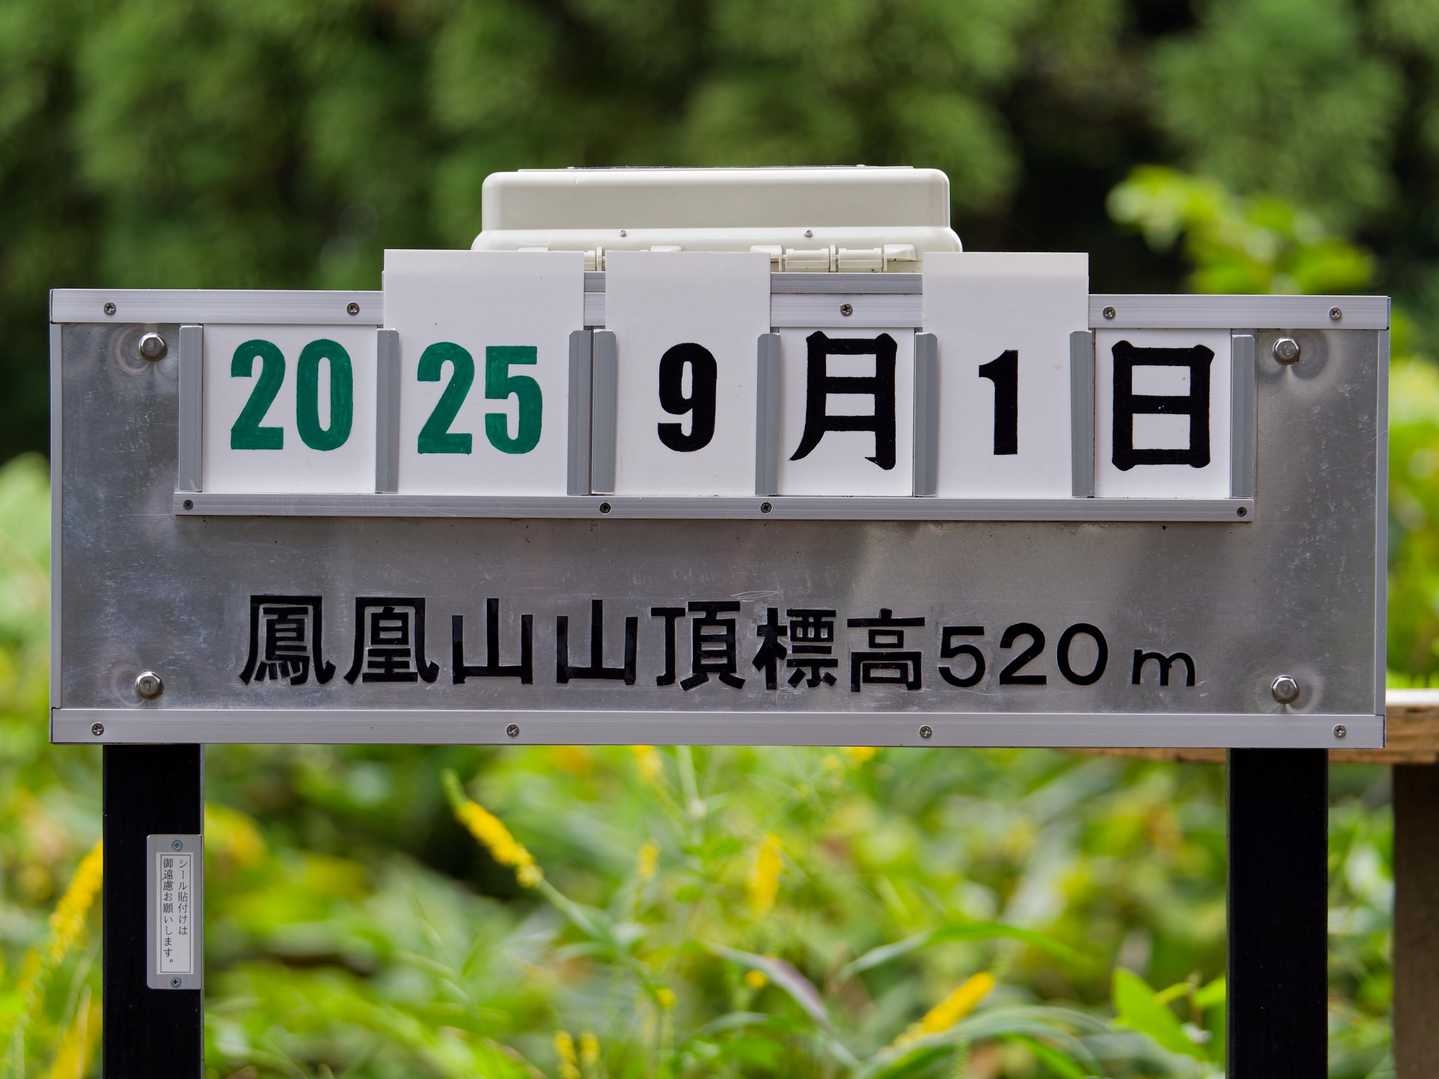 2025 9月1日
鳳凰山山頂標高520m
シール貼付けは
御遠慮お願いします。